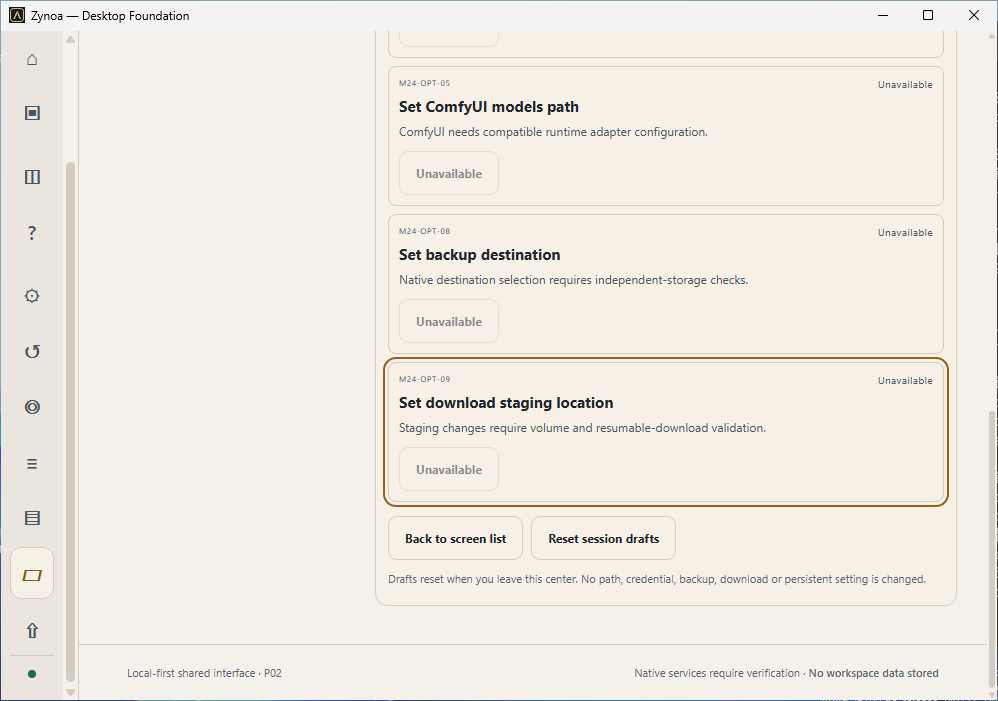 Zynoa — Desktop Foundation
M24-OPT-05
Unavailable
Set ComfyUI models path
ComfyUI needs compatible runtime adapter configuration.
Unavailable
M24-OPT-08
Unavailable
Set backup destination
Native destination selection requires independent-storage checks.
Unavailable
M24-OPT-09
Unavailable
Set download staging location
Staging changes require volume and resumable-download validation.
Unavailable
Back to screen list
Reset session drafts
Drafts reset when you leave this center. No path, credential, backup, download or persistent setting is changed.
Local-first shared interface · P02
Native services require verification · No workspace data stored